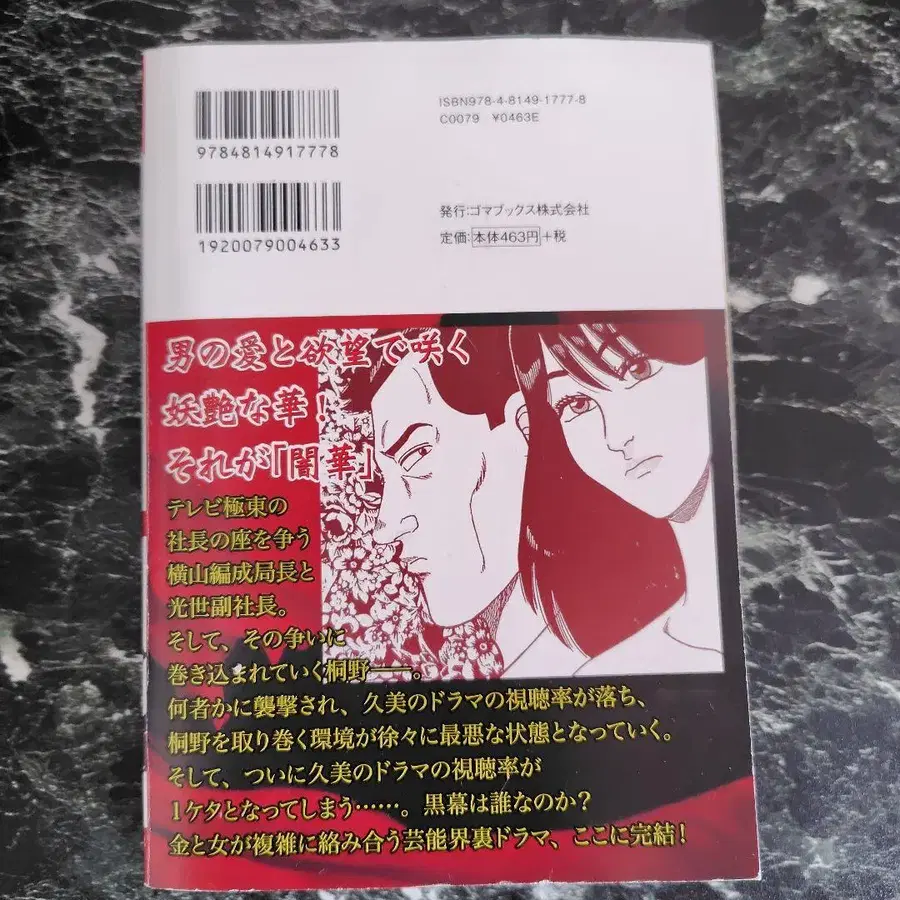 ISBN978-4-8149-1777-8
C0079 ¥0463E
9784814917778
1920079004633
発行:ゴマブックス株式会社
定価:本体463円+税
男の愛と欲望で咲く
妖艶な華!
それが「闇華」
テレビ極東の
社長の座を争う
横山編成局長と
光世副社長。
そして、その争いに
巻き込まれていく桐野――。
何者かに襲撃され、久美のドラマの視聴率が落ち、
桐野を取り巻く環境が徐々に最悪な状態となっていく。
そして、ついに久美のドラマの視聴率が
1ケタとなってしまう……。黒幕は誰なのか?
金と女が複雑に絡み合う芸能界裏ドラマ、ここに完結!